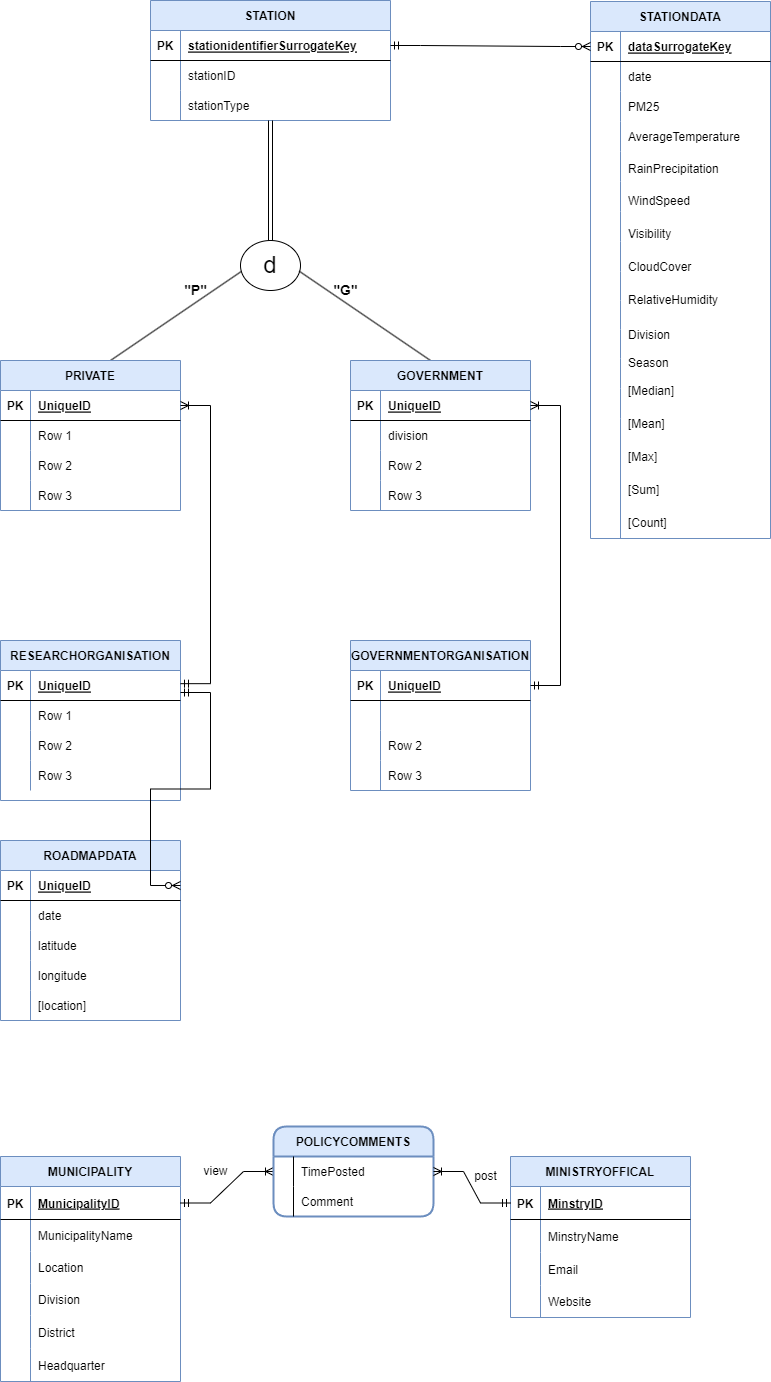 STATION
PK stationidentifierSurrogateKey
stationID
stationType
STATIONDATA
PK dataSurrogateKey
date
PM25
AverageTemperature
RainPrecipitation
WindSpeed
Visibility
CloudCover
RelativeHumidity
Division
Season
[Median]
[Mean]
[Max]
[Sum]
[Count]
d
"P"
"G"
PRIVATE
PK UniqueID
Row 1
Row 2
Row 3
GOVERNMENT
PK UniqueID
division
Row 2
Row 3
RESEARCHORGANISATION
PK UniqueID
Row 1
Row 2
Row 3
GOVERNMENTORGANISATION
PK UniqueID
Row 2
Row 3
ROADMAPDATA
PK UniqueID
date
latitude
longitude
[location]
MUNICIPALITY
PK MunicipalityID
MunicipalityName
Location
Division
District
Headquarter
view
POLICYCOMMENTS
TimePosted
Comment
post
MINISTRYOFFICAL
PK MinstryID
MinstryName
Email
Website